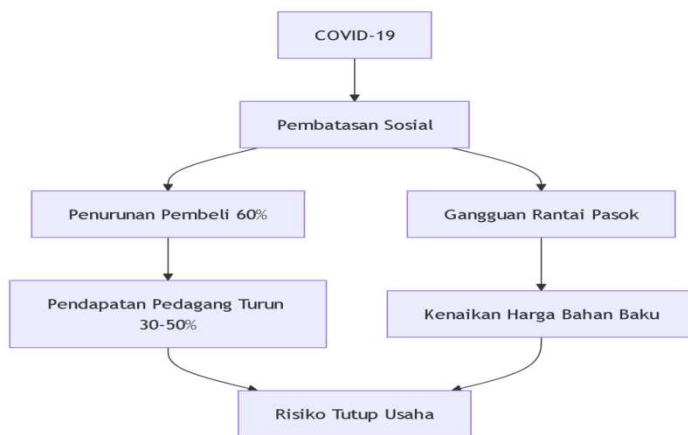 COVID-19
Pembatasan Sosial
Penurunan Pembeli 60%
Gangguan Rantai Pasok
Pendapatan Pedagang Turun
30-50%
Kenaikan Harga Bahan Baku
Risiko Tutup Usaha